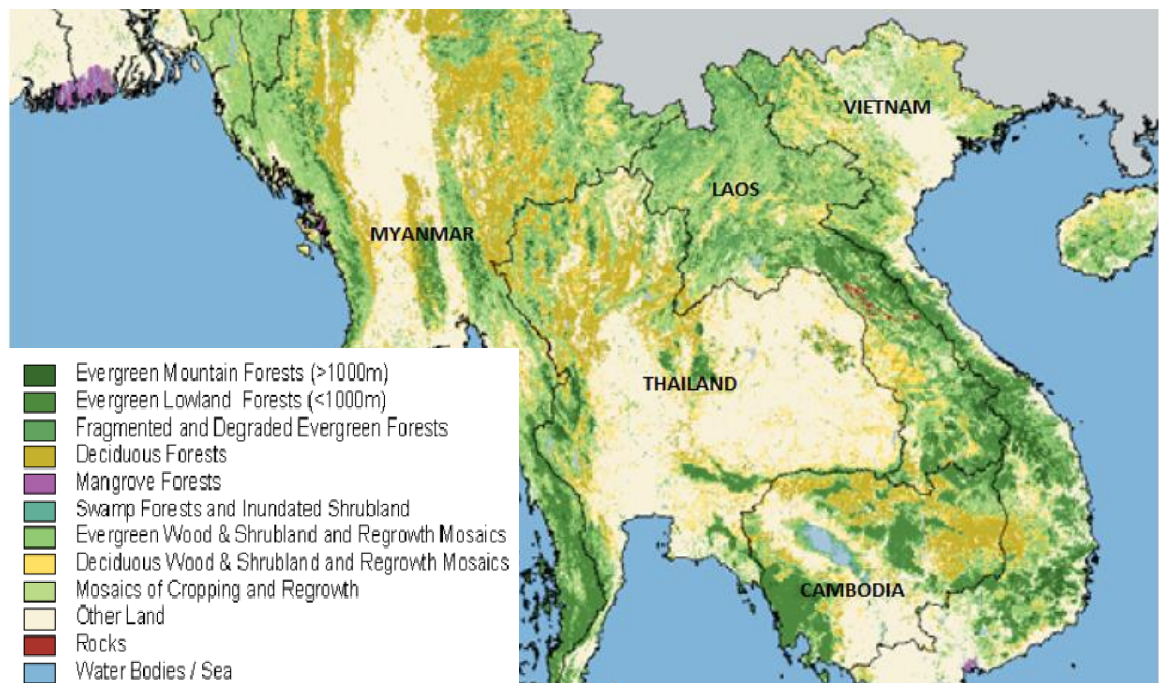 VIETNAM
LAOS
MYANMAR
THAILAND
CAMBODIA
Evergreen Mountain Forests (>1000m)
Evergreen Lowland Forests (<1000m)
Fragmented and Degraded Evergreen Forests
Deciduous Forests
Mangrove Forests
Swamp Forests and Inundated Shrubland
Evergreen Wood & Shrubland and Regrowth Mosaics
Deciduous Wood & Shrubland and Regrowth Mosaics
Mosaics of Cropping and Regrowth
Other Land
Rocks
Water Bodies / Sea